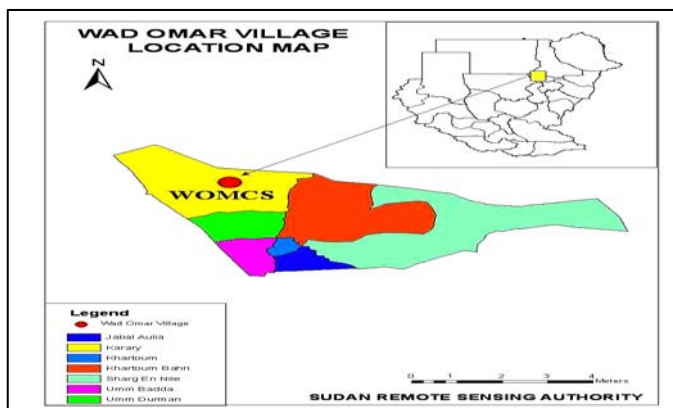 WAD OMAR VILLAGE
LOCATION MAP
N
WOMCS
Legend
Wad Omar Village
Jabal Aulia
Karary
Khartoum
Khartoum Bahri
Sharg En Nile
Umm Badda
Umm Durman
0 1 2 3 4
Meters
SUDAN REMOTE SENSING AUTHORITY